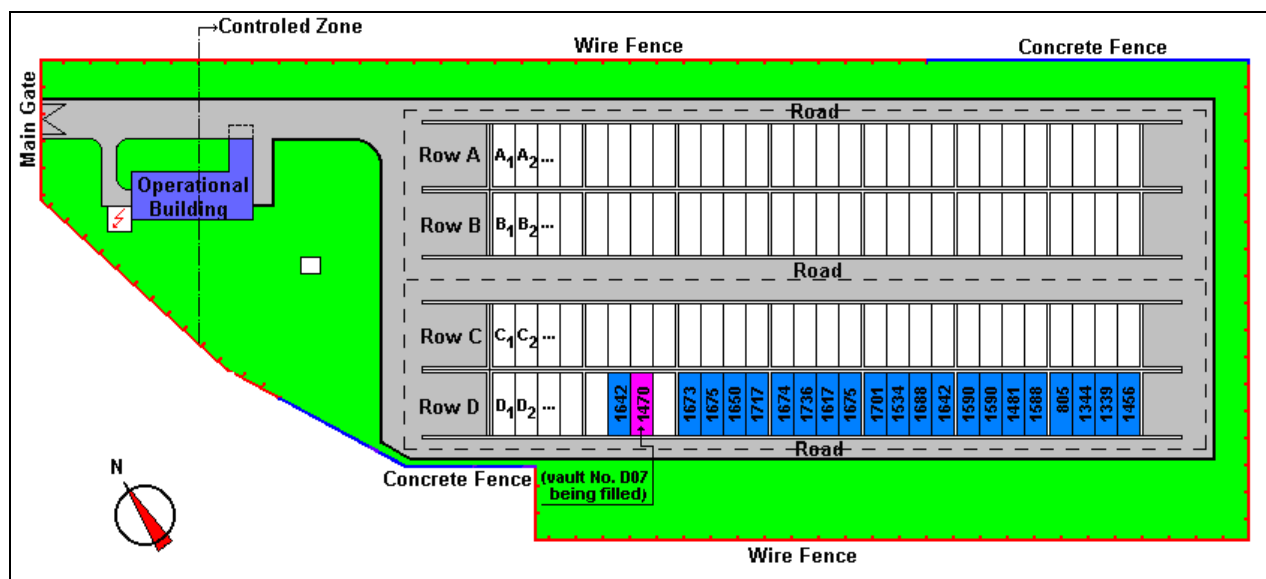 Controled Zone
Wire Fence
Concrete Fence
Main Gate
Road
Row A
A1 A2 ...
Operational
Building
Row B
B1 B2 ...
Road
Row C
C1 C2 ...
Row D
D1 D2 ...
1642
1470
1673
1675
1650
1717
1674
1736
1617
1675
1701
1534
1688
1642
1590
1590
1481
1588
805
1344
1339
1456
Road
N
Concrete Fence
(vault No. D07
being filled)
Wire Fence